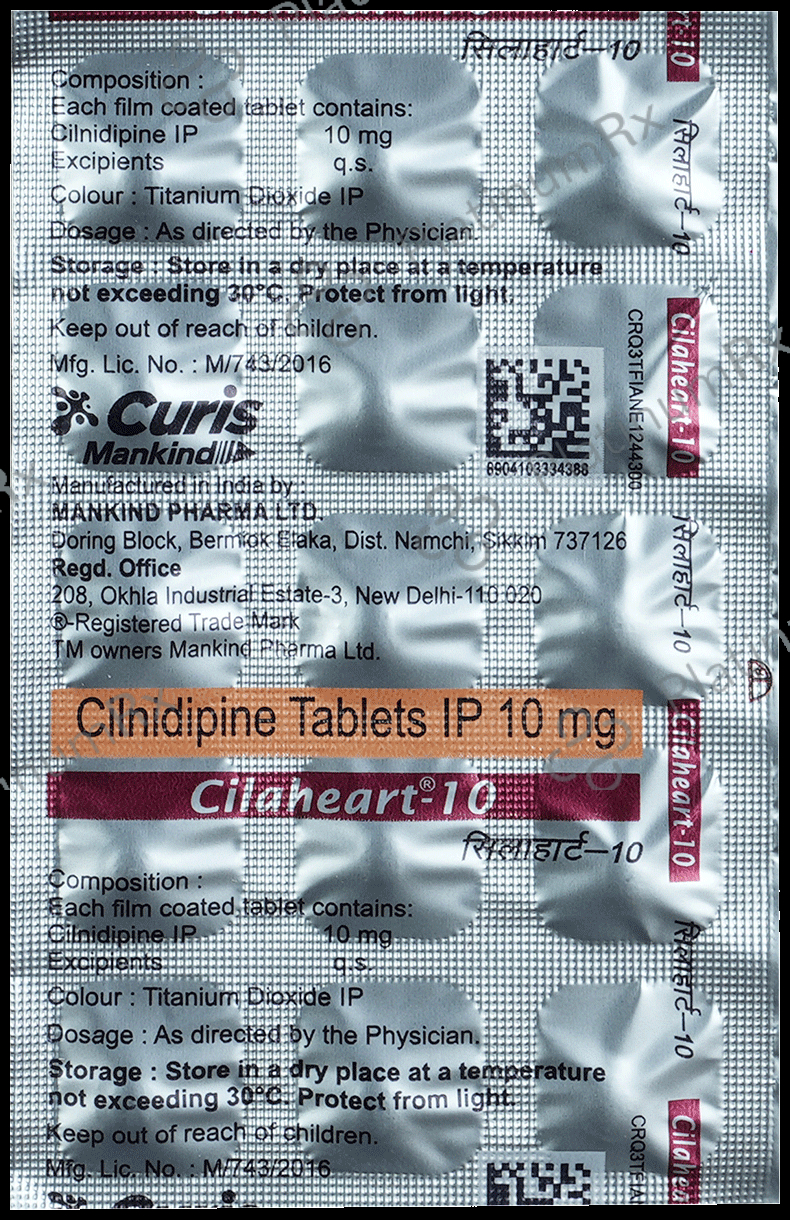 सिलाहार्ट–10
Composition :
Each film coated tablet contains:
Cilnidipine IP 10 mg
Excipients q.s.
Colour : Titanium Dioxide IP
Dosage : As directed by the Physician.
Storage : Store in a dry place at a temperature
not exceeding 30°C. Protect from light.
Keep out of reach of children.
Mfg. Lic. No. : M/743/2016
Curis
Mankind
8904103334388
Manufactured in India by :
MANKIND PHARMA LTD.
Doring Block, Bermiok Elaka, Dist. Namchi, Sikkim 737126
Regd. Office
208, Okhla Industrial Estate-3, New Delhi-110 020
®-Registered Trade Mark
TM owners Mankind Pharma Ltd.
Cilnidipine Tablets IP 10 mg
Cilaheart®-10
सिलाहार्ट–10
Composition :
Each film coated tablet contains:
Cilnidipine IP 10 mg
Excipients q.s.
Colour : Titanium Dioxide IP
Dosage : As directed by the Physician.
Storage : Store in a dry place at a temperature
not exceeding 30°C. Protect from light.
Keep out of reach of children.
Mfg. Lic. No. : M/743/2016
Curis
सिलाहार्ट–10
CRQ3TFIANE1244300
Cilaheart-10
सिलाहार्ट–10
Cilaheart-10
सिलाहार्ट–10
PlatinumRx